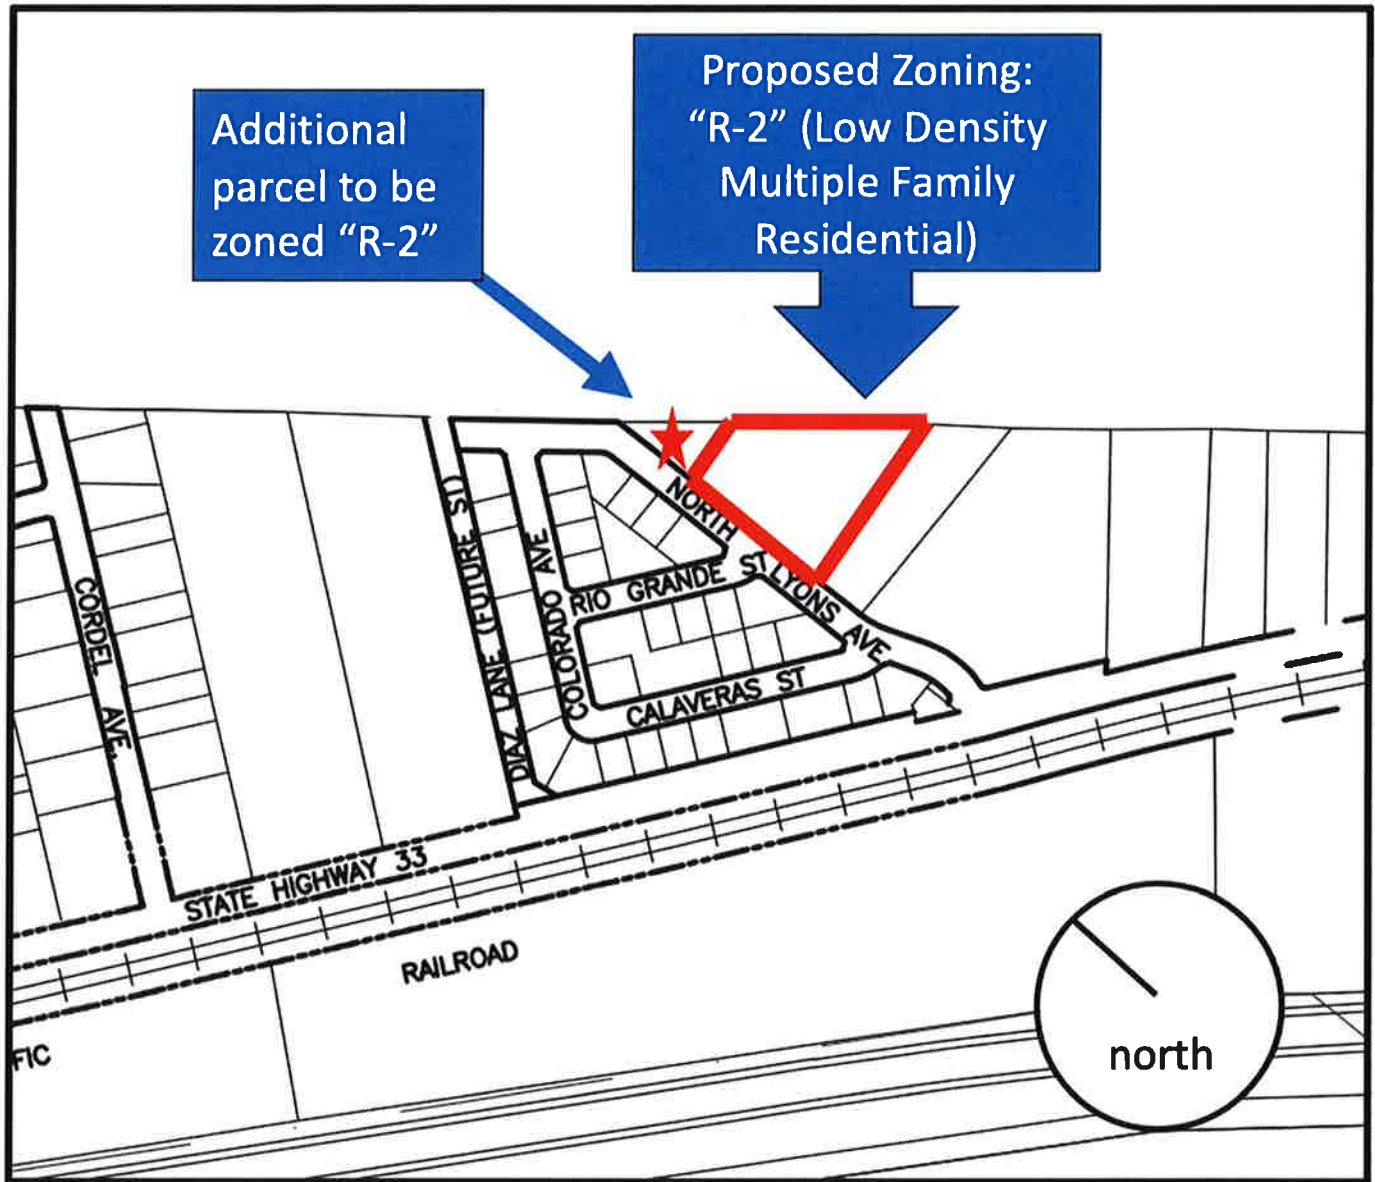 Proposed Zoning:
“R-2” (Low Density
Multiple Family
Residential)
Additional
parcel to be
zoned “R-2”
NORTH LYONS AVE
RIO GRANDE ST
CALAVERAS ST
COLORADO AVE
DIAZ LANE (FUTURE ST)
CORDEL AVE.
STATE HIGHWAY 33
RAILROAD
FIC
north